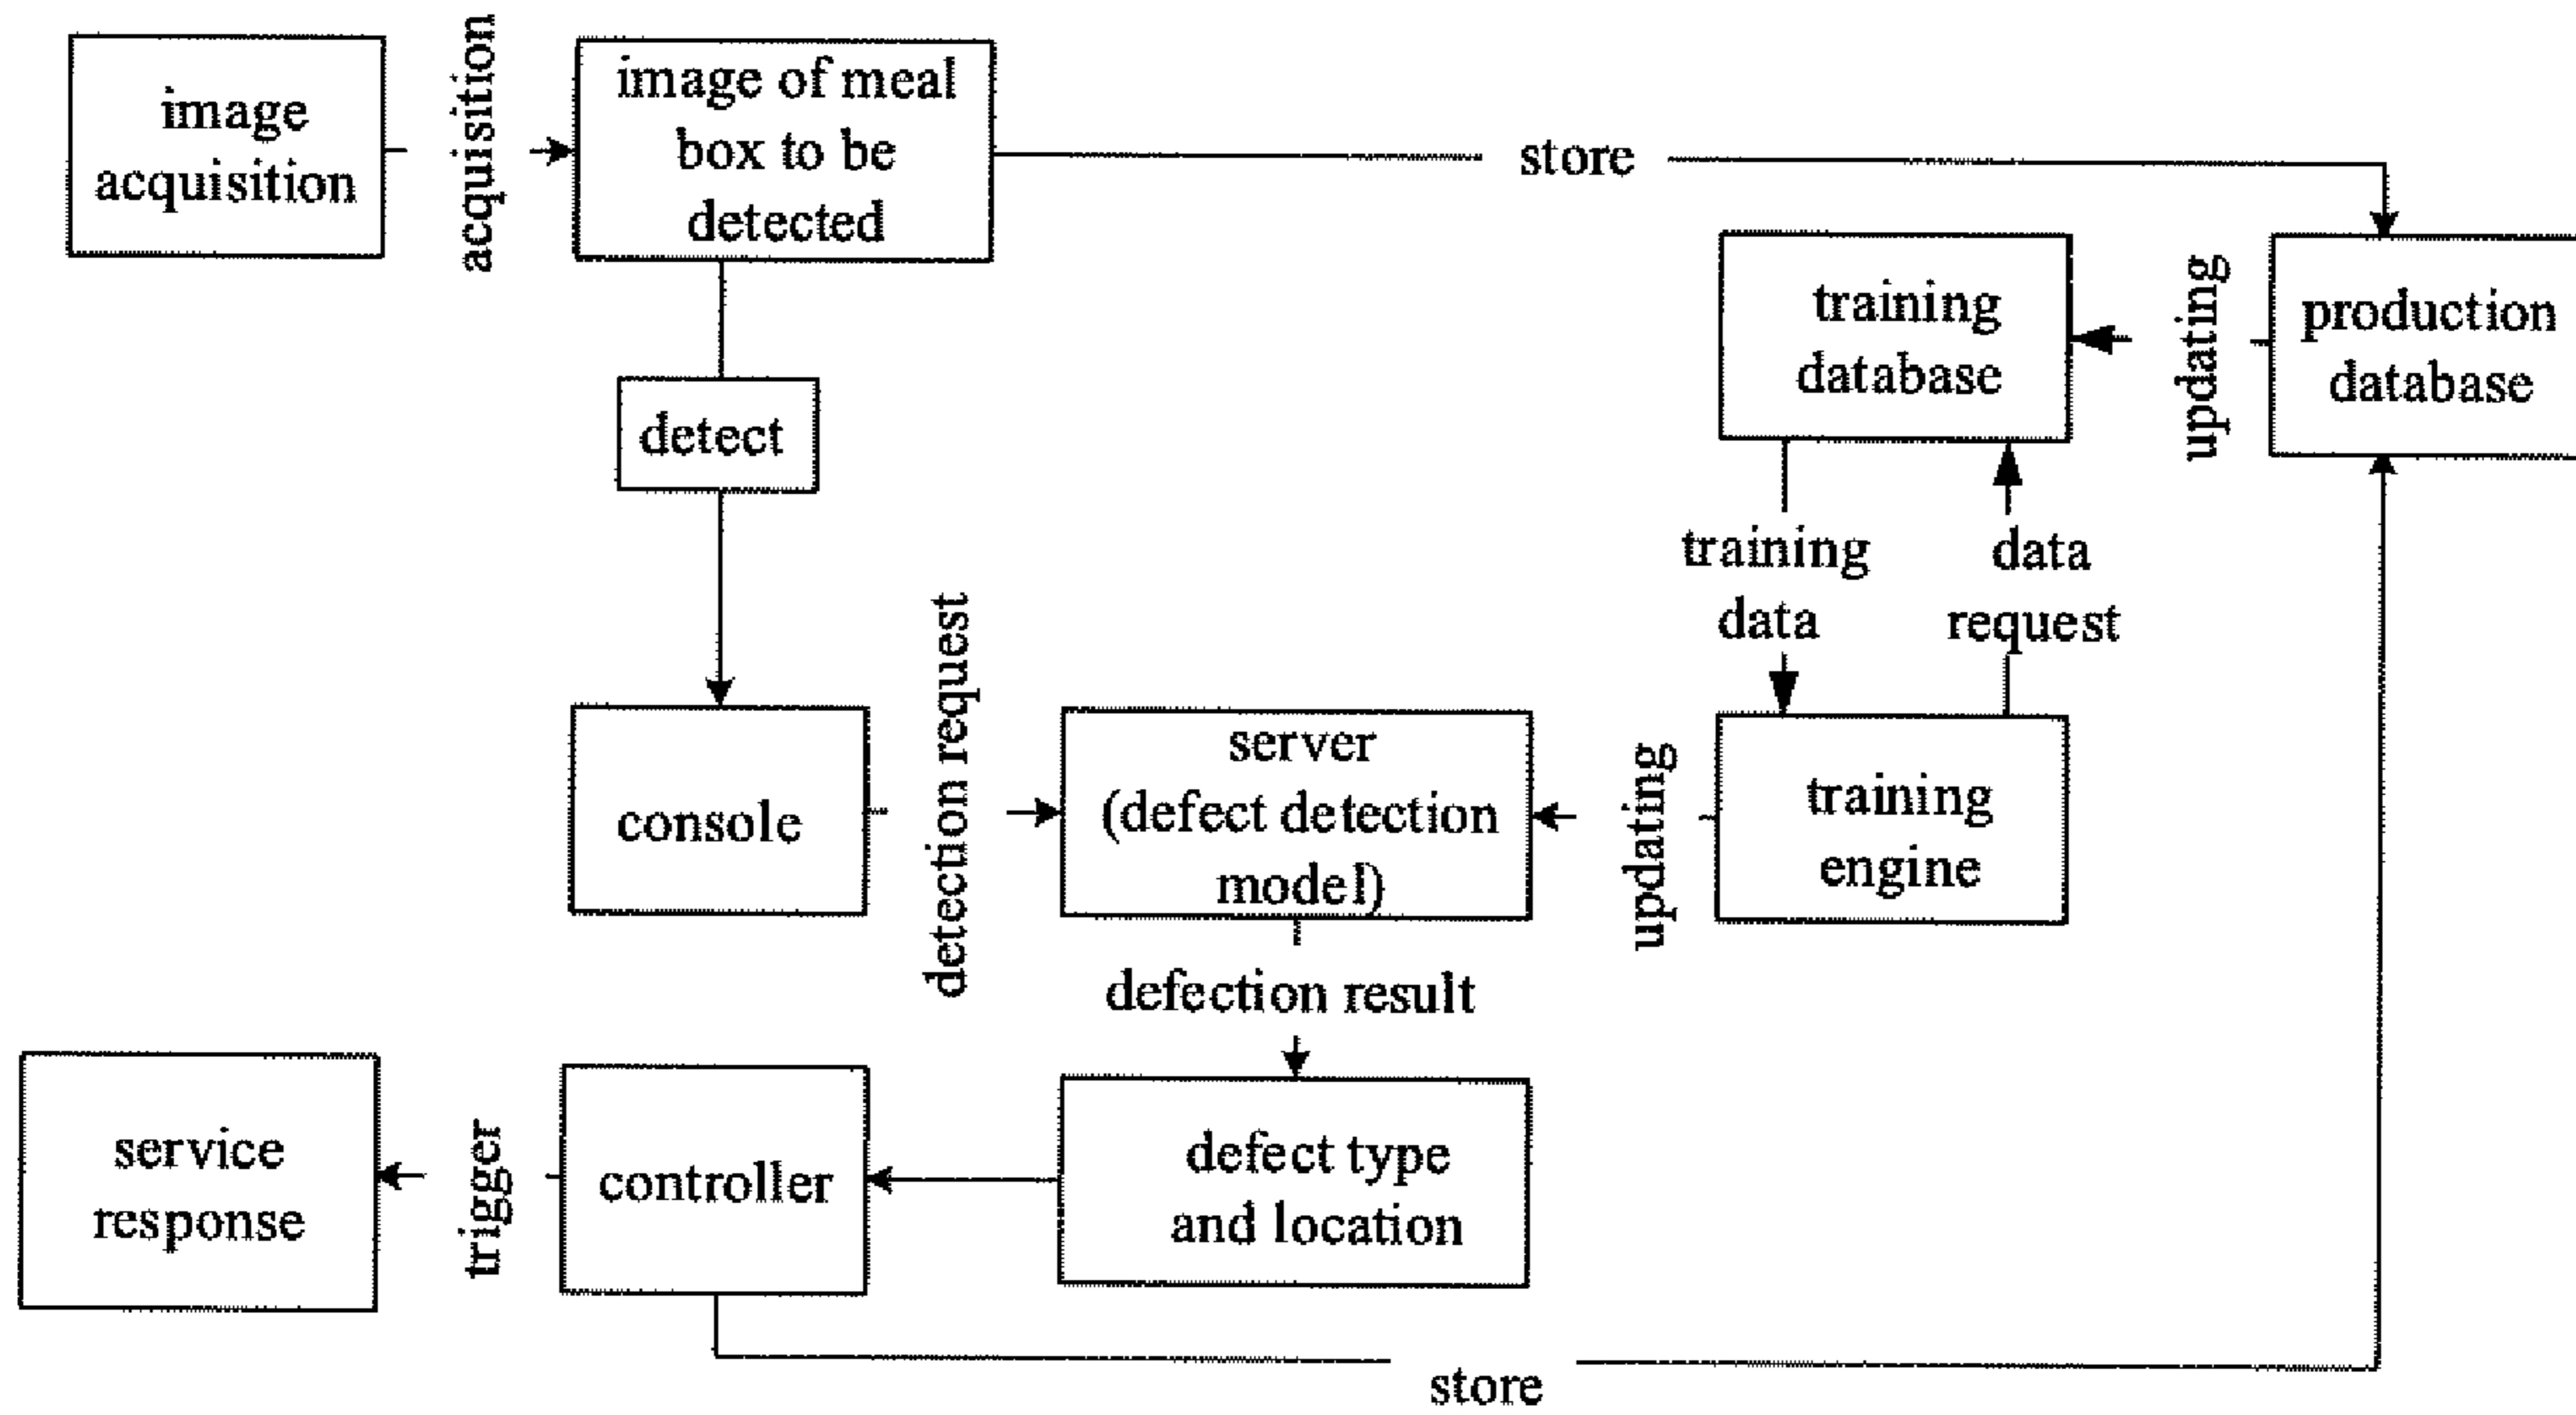 image
acquisition
acquisition
image of meal
box to be
detected
store
training
database
updating
production
database
detect
training
data
data
request
console
detection request
server
(defect detection
model)
updating
training
engine
defection result
service
response
trigger
controller
defect type
and location
store